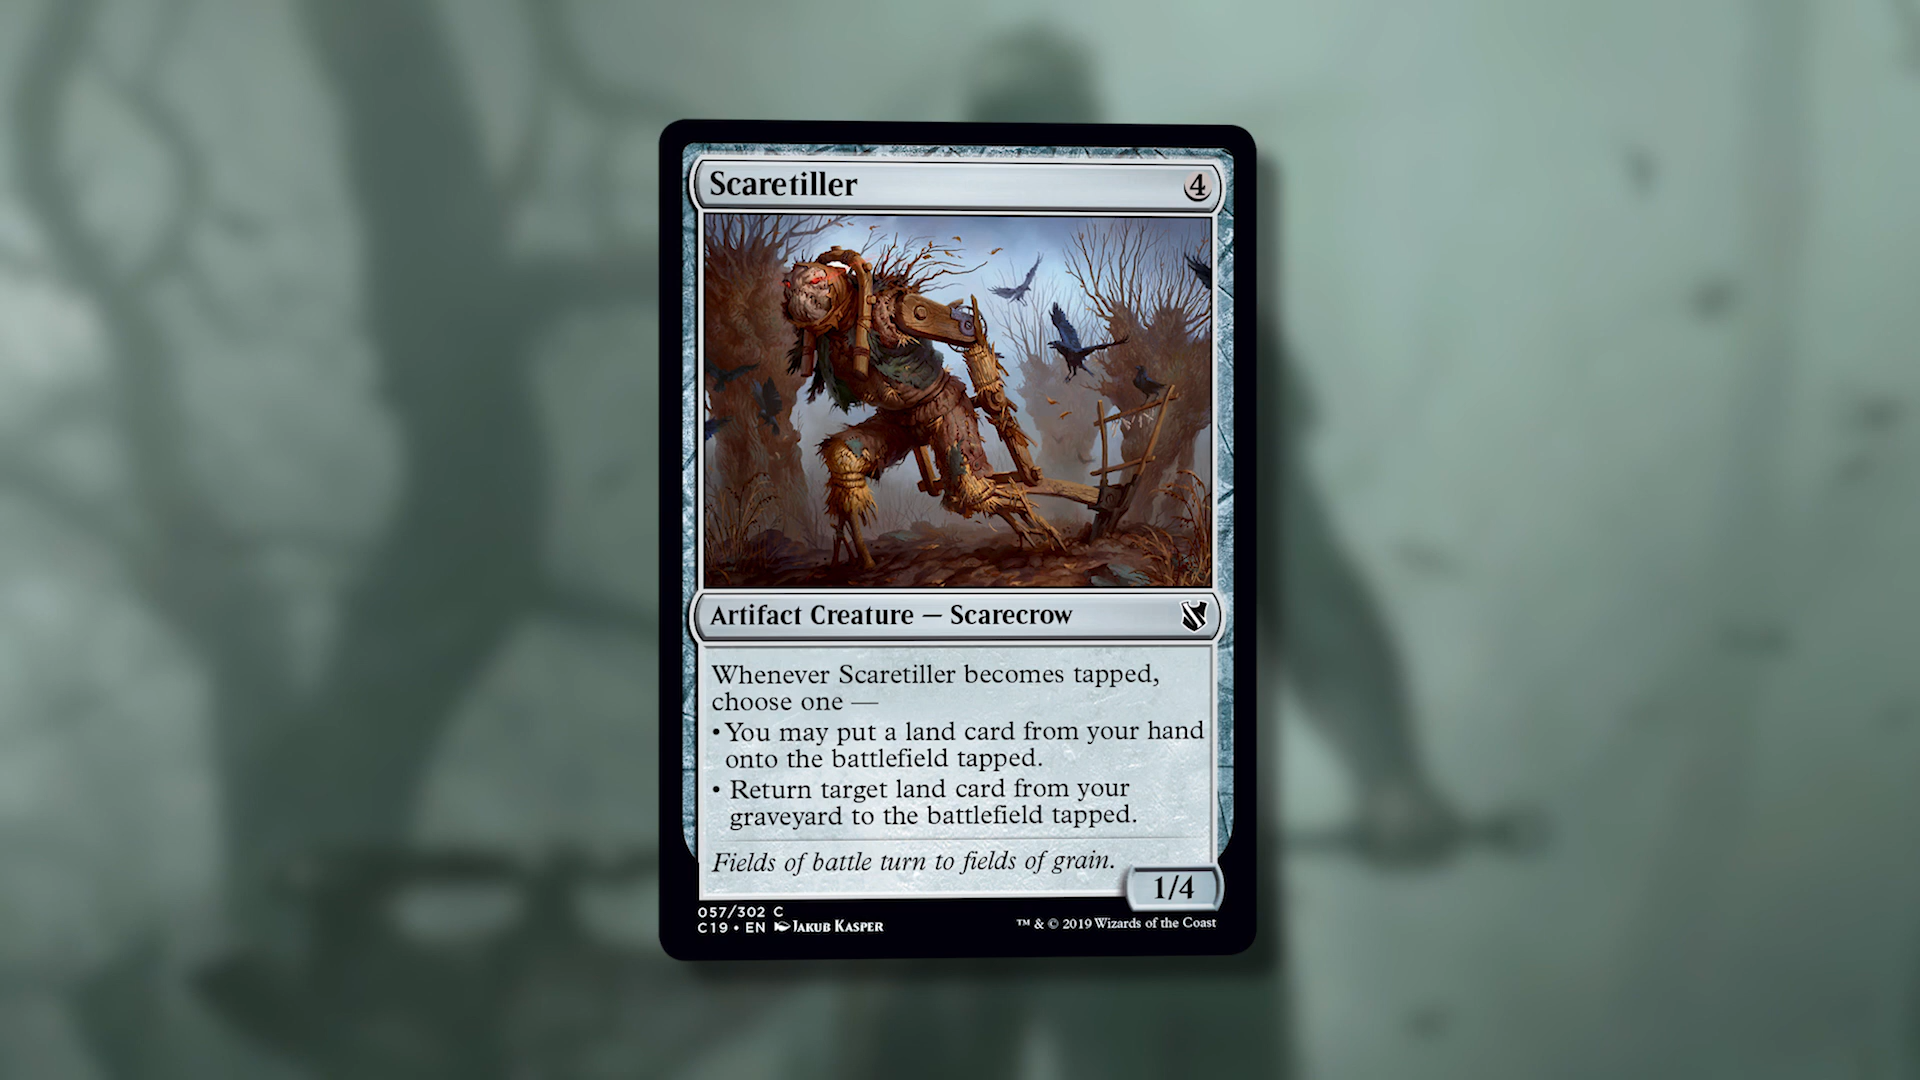 Scaretiller 4
Artifact Creature — Scarecrow
Whenever Scaretiller becomes tapped,
choose one —
• You may put a land card from your hand
onto the battlefield tapped.
• Return target land card from your
graveyard to the battlefield tapped.
Fields of battle turn to fields of grain.
1/4
057/302 C
C19 • EN Jakub Kasper
™ & © 2019 Wizards of the Coast